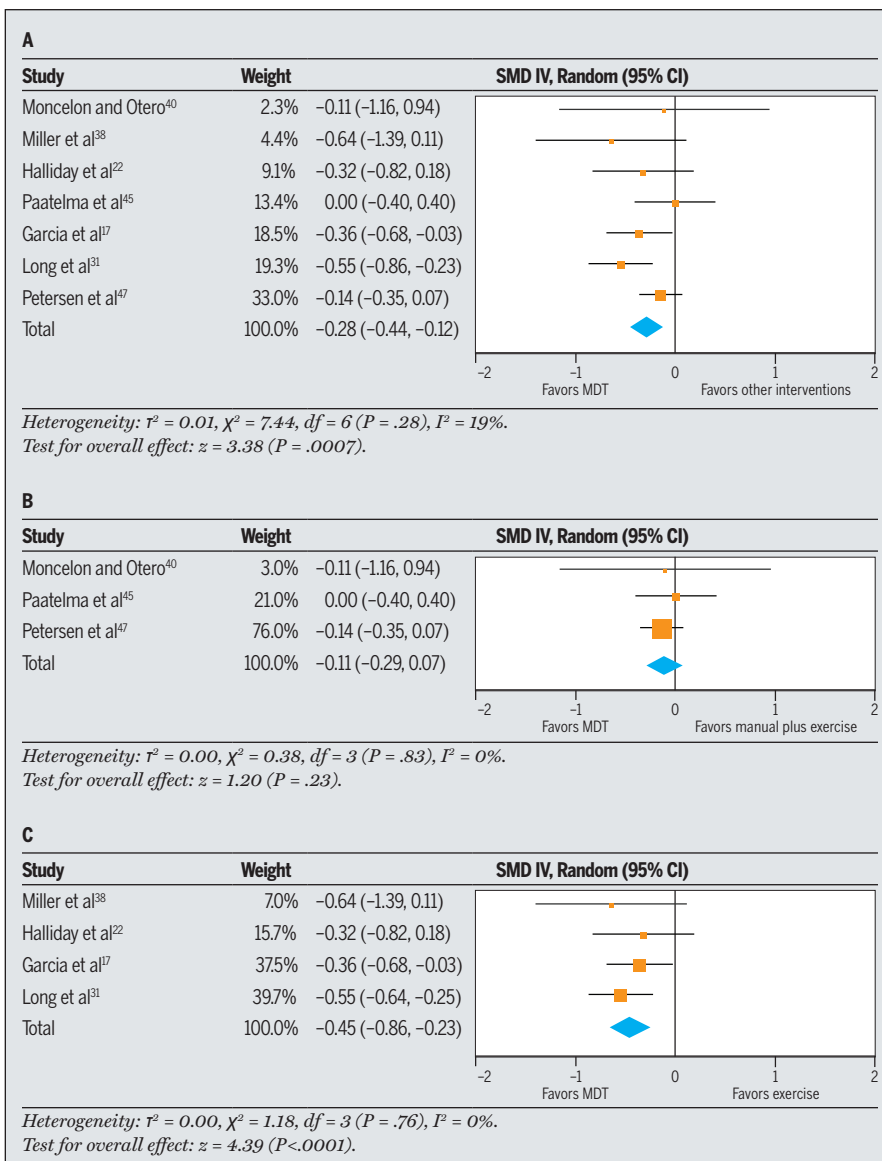 A
Study Weight SMD IV, Random (95% CI)
Moncelon and Otero⁴⁰ 2.3% −0.11 (−1.16, 0.94)
Miller et al³⁸ 4.4% −0.64 (−1.39, 0.11)
Halliday et al²² 9.1% −0.32 (−0.82, 0.18)
Paatelma et al⁴⁵ 13.4% 0.00 (−0.40, 0.40)
Garcia et al¹⁷ 18.5% −0.36 (−0.68, −0.03)
Long et al³¹ 19.3% −0.55 (−0.86, −0.23)
Petersen et al⁴⁷ 33.0% −0.14 (−0.35, 0.07)
Total 100.0% −0.28 (−0.44, −0.12)
−2 −1 0 1 2
Favors MDT Favors other interventions
Heterogeneity: τ² = 0.01, χ² = 7.44, df = 6 (P = .28), I² = 19%.
Test for overall effect: z = 3.38 (P = .0007).
B
Study Weight SMD IV, Random (95% CI)
Moncelon and Otero⁴⁰ 3.0% −0.11 (−1.16, 0.94)
Paatelma et al⁴⁵ 21.0% 0.00 (−0.40, 0.40)
Petersen et al⁴⁷ 76.0% −0.14 (−0.35, 0.07)
Total 100.0% −0.11 (−0.29, 0.07)
−2 −1 0 1 2
Favors MDT Favors manual plus exercise
Heterogeneity: τ² = 0.00, χ² = 0.38, df = 3 (P = .83), I² = 0%.
Test for overall effect: z = 1.20 (P = .23).
C
Study Weight SMD IV, Random (95% CI)
Miller et al³⁸ 7.0% −0.64 (−1.39, 0.11)
Halliday et al²² 15.7% −0.32 (−0.82, 0.18)
Garcia et al¹⁷ 37.5% −0.36 (−0.68, −0.03)
Long et al³¹ 39.7% −0.55 (−0.64, −0.25)
Total 100.0% −0.45 (−0.86, −0.23)
−2 −1 0 1 2
Favors MDT Favors exercise
Heterogeneity: τ² = 0.00, χ² = 1.18, df = 3 (P = .76), I² = 0%.
Test for overall effect: z = 4.39 (P<.0001).